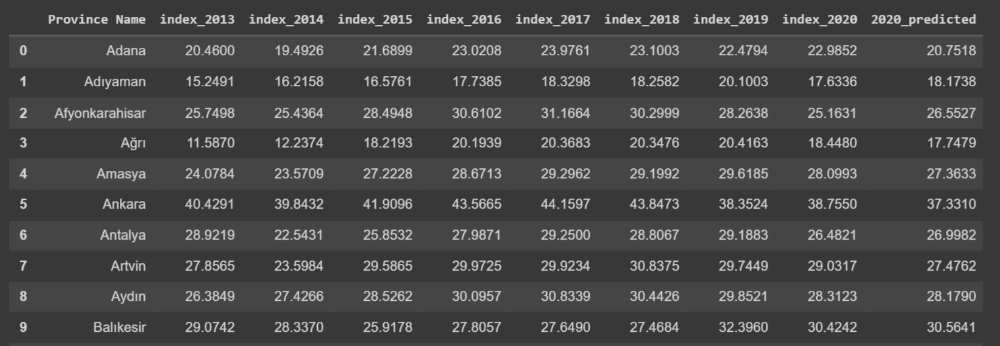 Province Name index_2013 index_2014 index_2015 index_2016 index_2017 index_2018 index_2019 index_2020 2020_predicted
0 Adana 20.4600 19.4926 21.6899 23.0208 23.9761 23.1003 22.4794 22.9852 20.7518
1 Adıyaman 15.2491 16.2158 16.5761 17.7385 18.3298 18.2582 20.1003 17.6336 18.1738
2 Afyonkarahisar 25.7498 25.4364 28.4948 30.6102 31.1664 30.2999 28.2638 25.1631 26.5527
3 Ağrı 11.5870 12.2374 18.2193 20.1939 20.3683 20.3476 20.4163 18.4480 17.7479
4 Amasya 24.0784 23.5709 27.2228 28.6713 29.2962 29.1992 29.6185 28.0993 27.3633
5 Ankara 40.4291 39.8432 41.9096 43.5665 44.1597 43.8473 38.3524 38.7550 37.3310
6 Antalya 28.9219 22.5431 25.8532 27.9871 29.2500 28.8067 29.1883 26.4821 26.9982
7 Artvin 27.8565 23.5984 29.5865 29.9725 29.9234 30.8375 29.7449 29.0317 27.4762
8 Aydın 26.3849 27.4266 28.5262 30.0957 30.8339 30.4426 29.8521 28.3123 28.1790
9 Balıkesir 29.0742 28.3370 25.9178 27.8057 27.6490 27.4684 32.3960 30.4242 30.5641